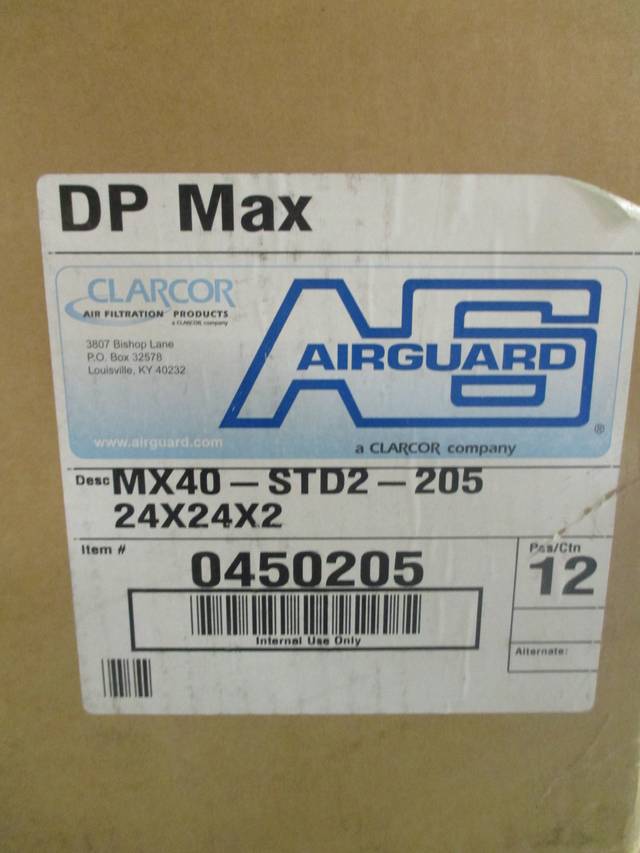 DP Max
CLARCOR
AIR FILTRATION PRODUCTS
a CLARCOR company
3807 Bishop Lane
P.O. Box 32578
Louisville, KY 40232
www.airguard.com
AG
AIRGUARD®
a CLARCOR company
Desc MX40-STD2-205
24X24X2
Item # 0450205
Internal Use Only
Pcs/Ctn
12
Alternate: